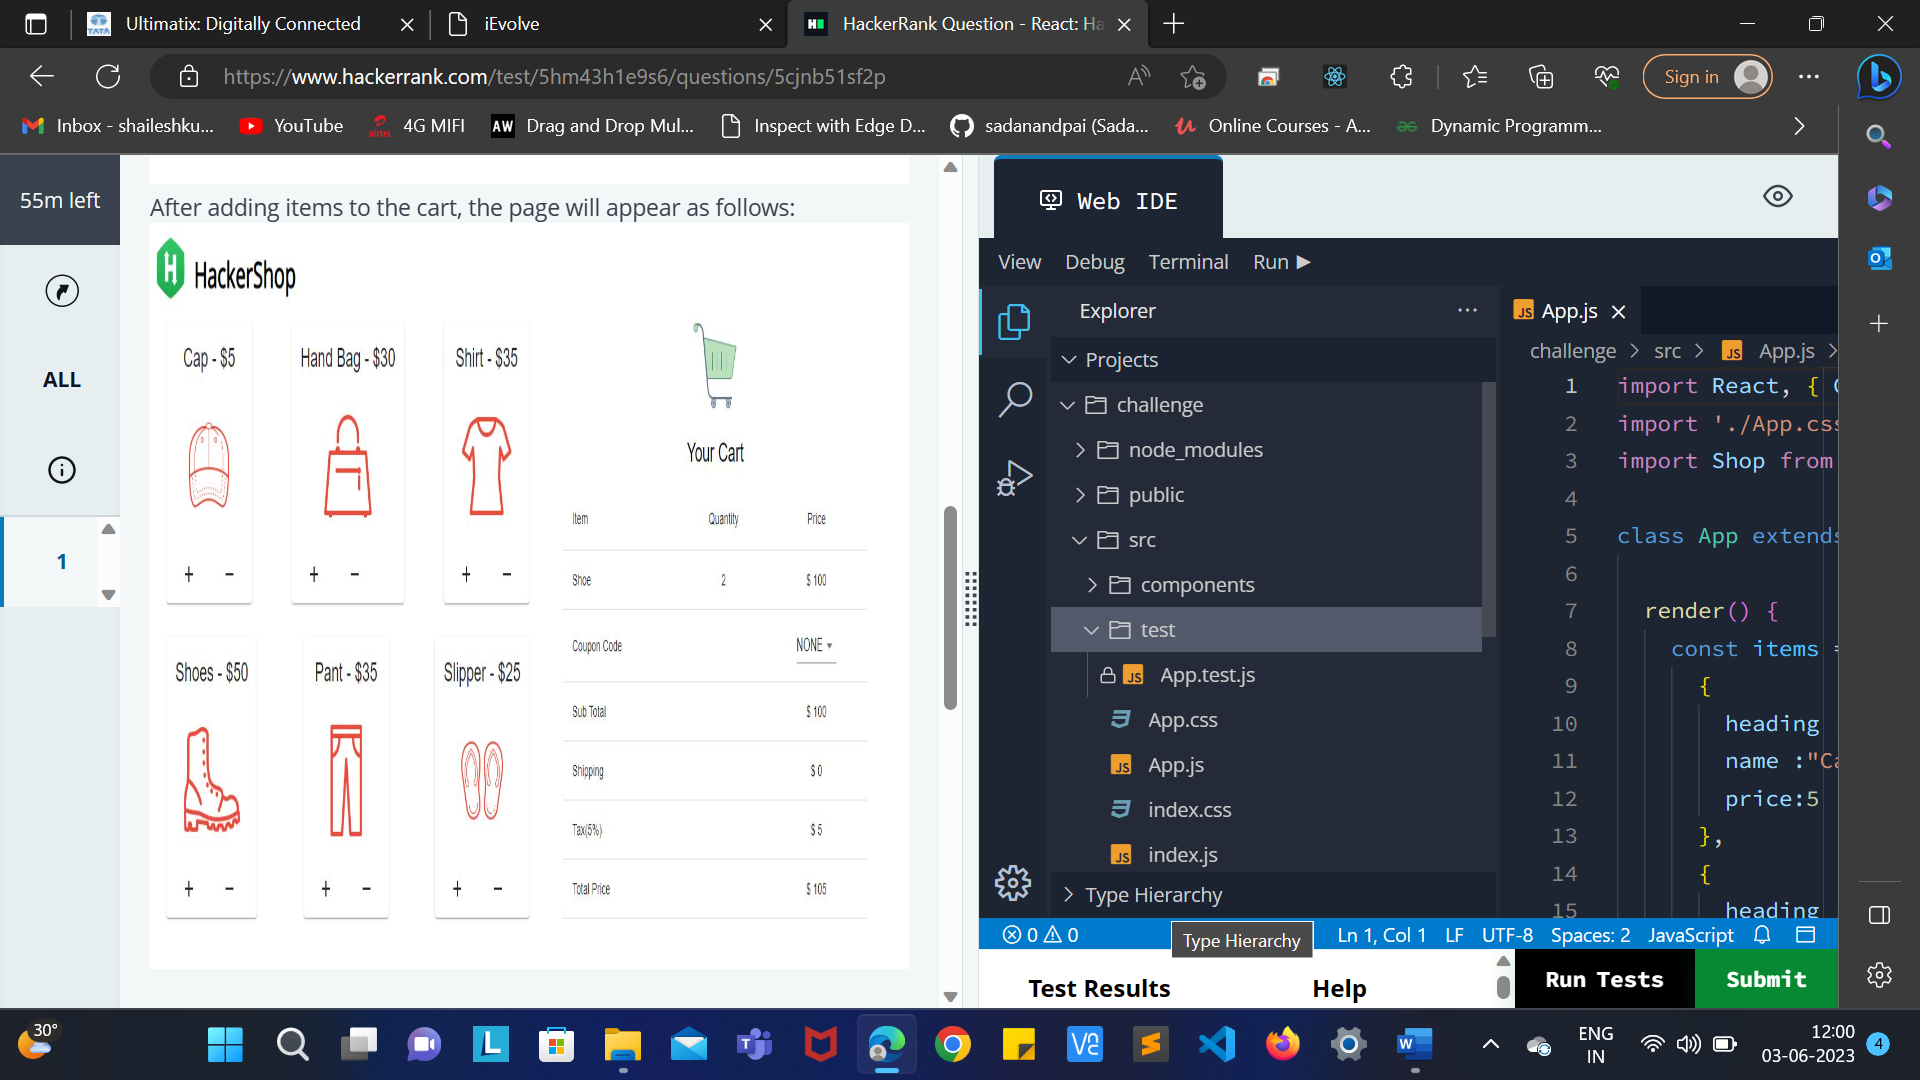 Ultimatix: Digitally Connected
iEvolve
HackerRank Question - React: Ha
https://www.hackerrank.com/test/5hm43h1e9s6/questions/5cjnb51sf2p
Sign in
Inbox - shaileshku...
YouTube
airtel
4G MIFI
AW
Drag and Drop Mul...
Inspect with Edge D...
sadanandpai (Sada...
Online Courses - A...
Dynamic Programm...
55m left
ALL
1
After adding items to the cart, the page will appear as follows:
HackerShop
Cap - $5
Hand Bag - $30
Shirt - $35
+ -
+ -
+ -
Shoes - $50
Pant - $35
Slipper - $25
+ -
+ -
+ -
Your Cart
Item Quantity Price
Shoe 2 $ 100
Coupon Code NONE
Sub Total $ 100
Shipping $ 0
Tax(5%) $ 5
Total Price $ 105
Web IDE
View Debug Terminal Run
Explorer
Projects
challenge
node_modules
public
src
components
test
App.test.js
App.css
App.js
index.css
index.js
Type Hierarchy
App.js
challenge > src > App.js >
1 import React, {
2 import './App.css
3 import Shop from
4
5 class App extends
6
7 render() {
8 const items =
9 {
10 heading
11 name :"Ca
12 price:5
13 },
14 {
15 heading
0 0
Type Hierarchy
Ln 1, Col 1 LF UTF-8 Spaces: 2 JavaScript
Test Results
Help
Run Tests
Submit
30°
ENG
IN
12:00
03-06-2023
4